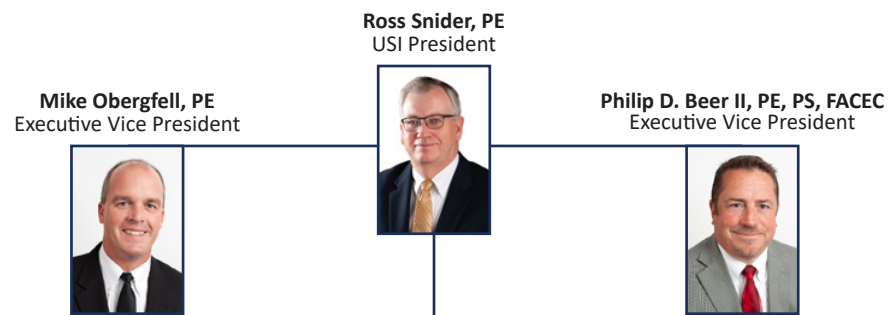 Ross Snider, PE
USI President
Mike Obergfell, PE
Executive Vice President
Philip D. Beer II, PE, PS, FACEC
Executive Vice President